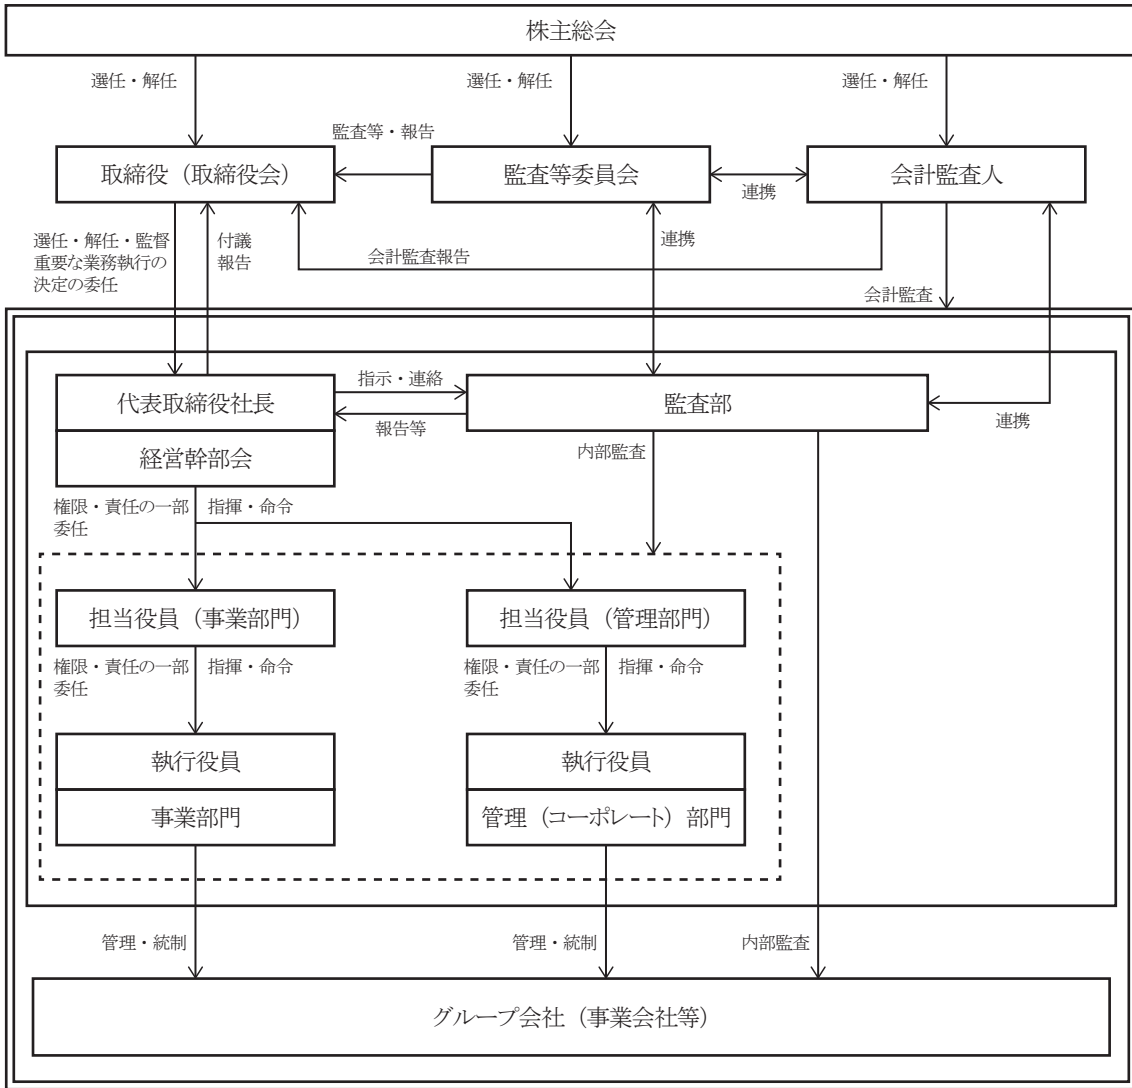 株主総会
選任・解任
選任・解任
選任・解任
監査等・報告
取締役（取締役会）
監査等委員会
会計監査人
連携
選任・解任・監督
重要な業務執行の
決定の委任
付議
報告
会計監査報告
連携
会計監査
代表取締役社長
経営幹部会
指示・連絡
報告等
監査部
連携
内部監査
権限・責任の一部
委任
指揮・命令
担当役員（事業部門）
担当役員（管理部門）
権限・責任の一部
委任
指揮・命令
権限・責任の一部
委任
指揮・命令
執行役員
事業部門
執行役員
管理（コーポレート）部門
管理・統制
管理・統制
内部監査
グループ会社（事業会社等）